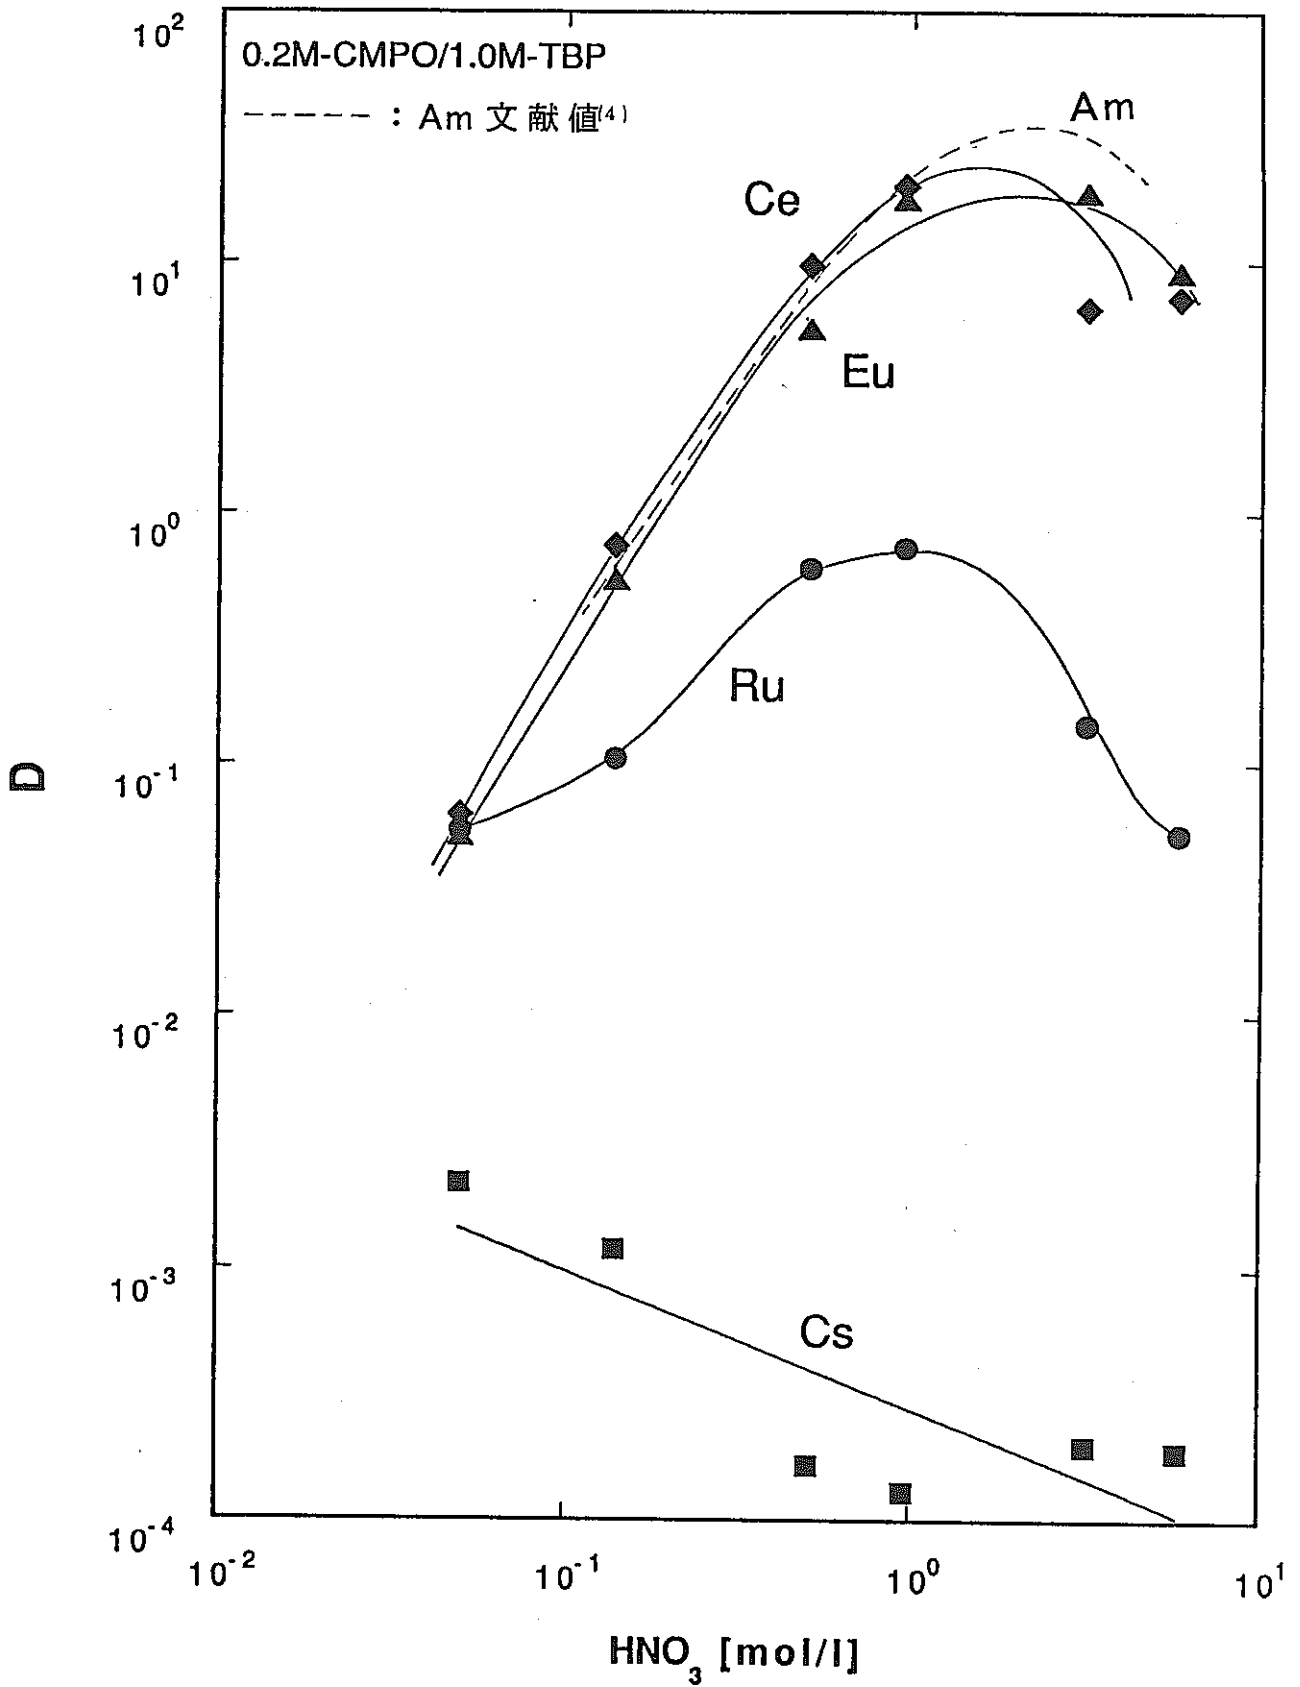 10²
0.2M-CMPO/1.0M-TBP
----- : Am 文献値⁽⁴⁾
Am
Ce
10¹
Eu
10⁰
Ru
D
10⁻¹
10⁻²
10⁻³
Cs
10⁻⁴
10⁻² 10⁻¹ 10⁰ 10¹
HNO₃ [mol/l]